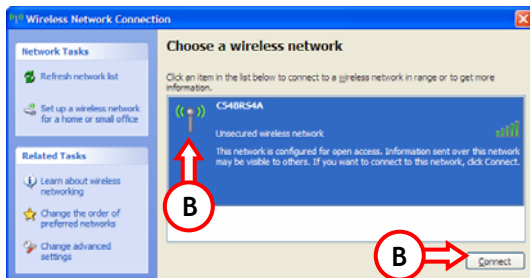 Wireless Network Connection
Network Tasks
Refresh network list
Set up a wireless network
for a home or small office
Related Tasks
Learn about wireless
networking
Change the order of
preferred networks
Change advanced
settings
Choose a wireless network
Click an item in the list below to connect to a wireless network in range or to get more
information.
C548RS4A
Unsecured wireless network
This network is configured for open access. Information sent over this network
may be visible to others. If you want to connect to this network, click Connect.
B
B
Connect